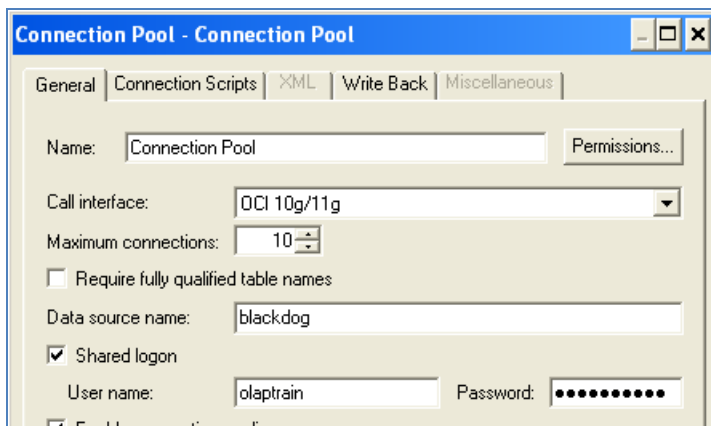 Connection Pool - Connection Pool
General Connection Scripts XML Write Back Miscellaneous
Name: Connection Pool Permissions...
Call interface: OCI 10g/11g
Maximum connections: 10
Require fully qualified table names
Data source name: blackdog
Shared logon
User name: olaptrain Password: ●●●●●●●●●●